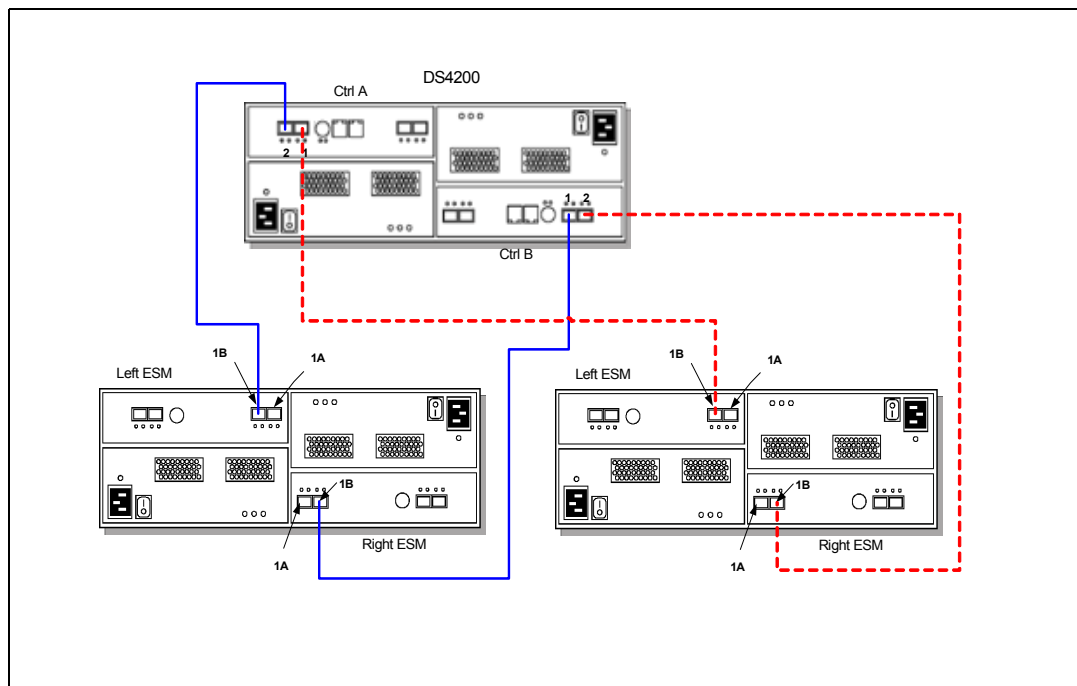 DS4200
Ctrl A
2 1
1 2
Ctrl B
1B
1A
Left ESM
1B
1A
Right ESM
1B
1A
Left ESM
1B
1A
Right ESM